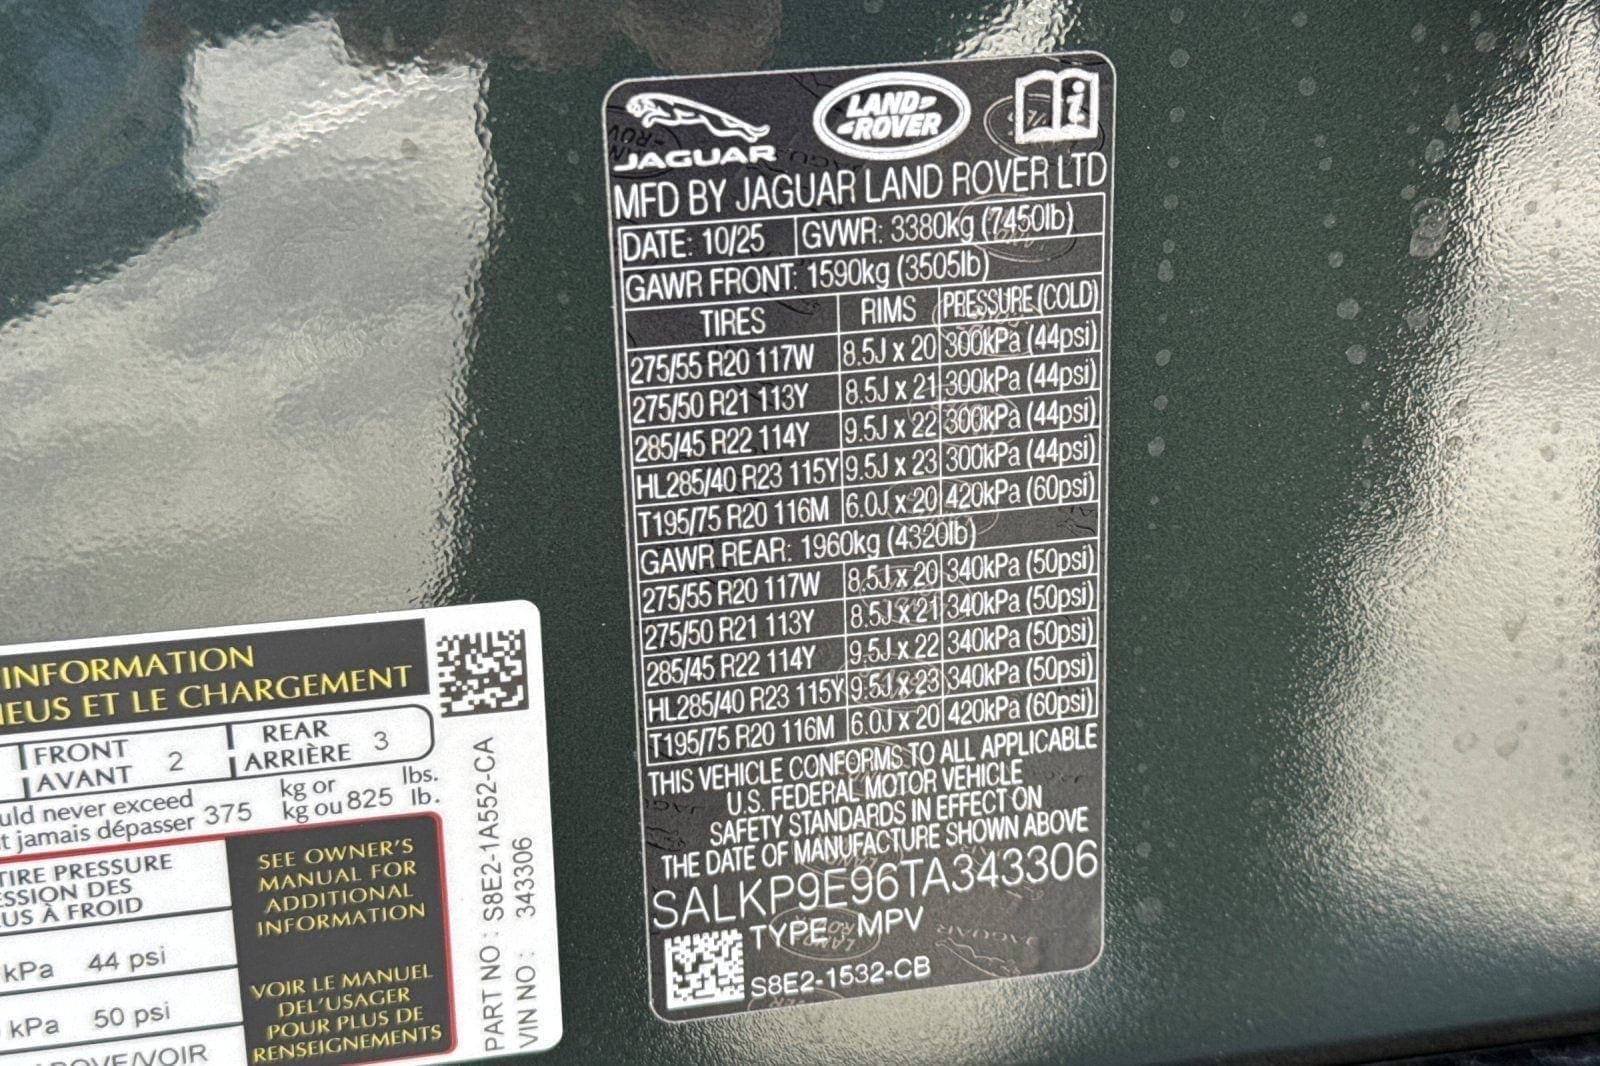 JAGUAR
LAND-
-ROVER
i
MFD BY JAGUAR LAND ROVER LTD
DATE: 10/25 GVWR: 3380kg (7450lb)
GAWR FRONT: 1590kg (3505lb)
TIRES RIMS PRESSURE (COLD)
275/55 R20 117W 8.5J x 20 300kPa (44psi)
275/50 R21 113Y 8.5J x 21 300kPa (44psi)
285/45 R22 114Y 9.5J x 22 300kPa (44psi)
HL285/40 R23 115Y 9.5J x 23 300kPa (44psi)
T195/75 R20 116M 6.0J x 20 420kPa (60psi)
GAWR REAR: 1960kg (4320lb)
275/55 R20 117W 8.5J x 20 340kPa (50psi)
275/50 R21 113Y 8.5J x 21 340kPa (50psi)
285/45 R22 114Y 9.5J x 22 340kPa (50psi)
HL285/40 R23 115Y 9.5J x 23 340kPa (50psi)
T195/75 R20 116M 6.0J x 20 420kPa (60psi)
THIS VEHICLE CONFORMS TO ALL APPLICABLE
U.S. FEDERAL MOTOR VEHICLE
SAFETY STANDARDS IN EFFECT ON
THE DATE OF MANUFACTURE SHOWN ABOVE
SALKP9E96TA343306
TYPE MPV
S8E2-1532-CB
INFORMATION
NEUS ET LE CHARGEMENT
FRONT
AVANT 2
REAR
ARRIÈRE 3
uld never exceed 375 kg or 825 lbs.
t jamais dépasser kg ou lb.
TIRE PRESSURE
ESSION DES
US À FROID
kPa 44 psi
kPa 50 psi
ABOVE/VOIR
SEE OWNER'S
MANUAL FOR
ADDITIONAL
INFORMATION
VOIR LE MANUEL
DEL'USAGER
POUR PLUS DE
RENSEIGNEMENTS
PART NO: S8E2-1A552-CA
VIN NO: 343306